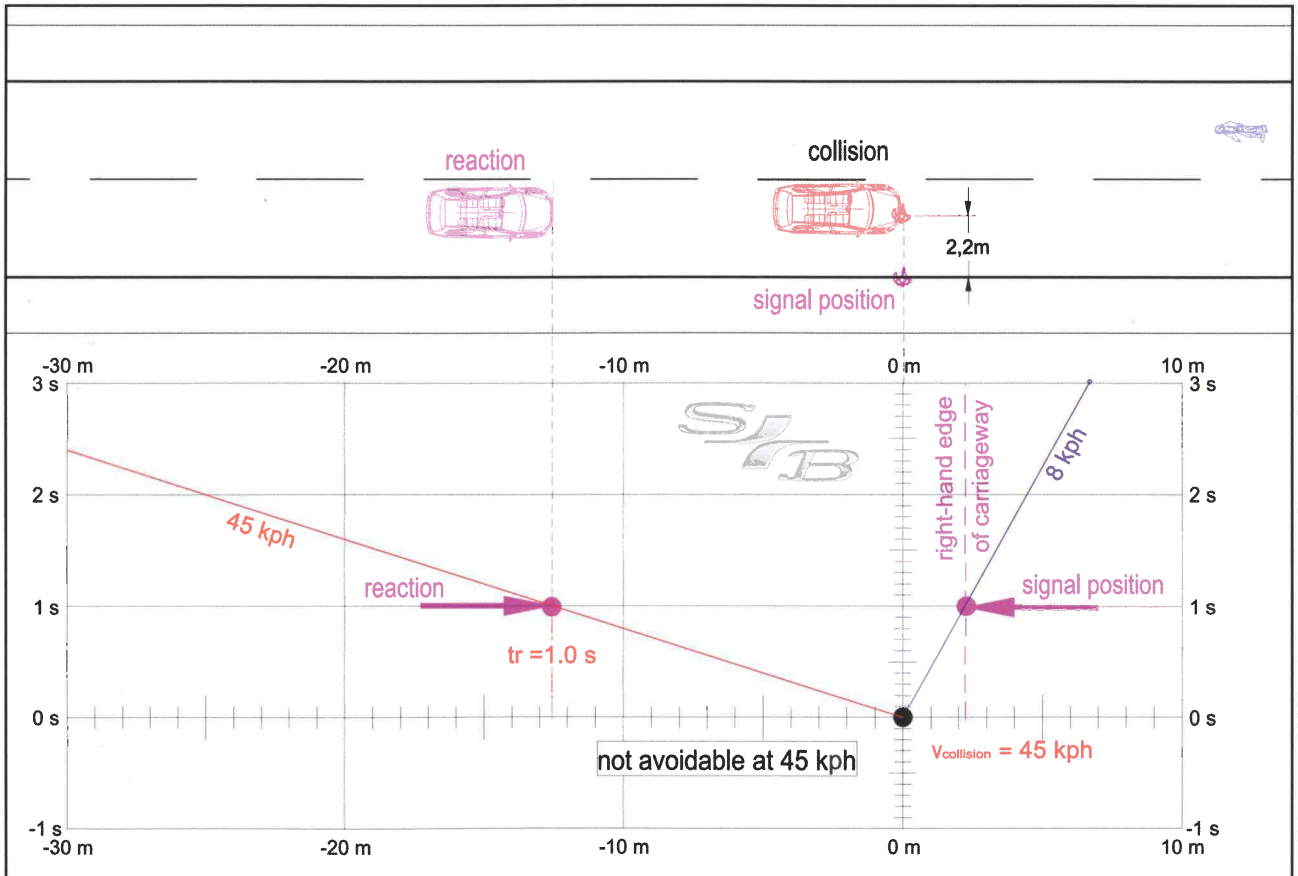 reaction
collision
2,2m
signal position
-30 m
-20 m
-10 m
0 m
10 m
3 s
3 s
right-hand edge
of carriageway
8 kph
SFB
2 s
2 s
45 kph
reaction
signal position
1 s
1 s
tr =1.0 s
0 s
0 s
not avoidable at 45 kph
Vcollision = 45 kph
-1 s
-1 s
-30 m
-20 m
-10 m
0 m
10 m